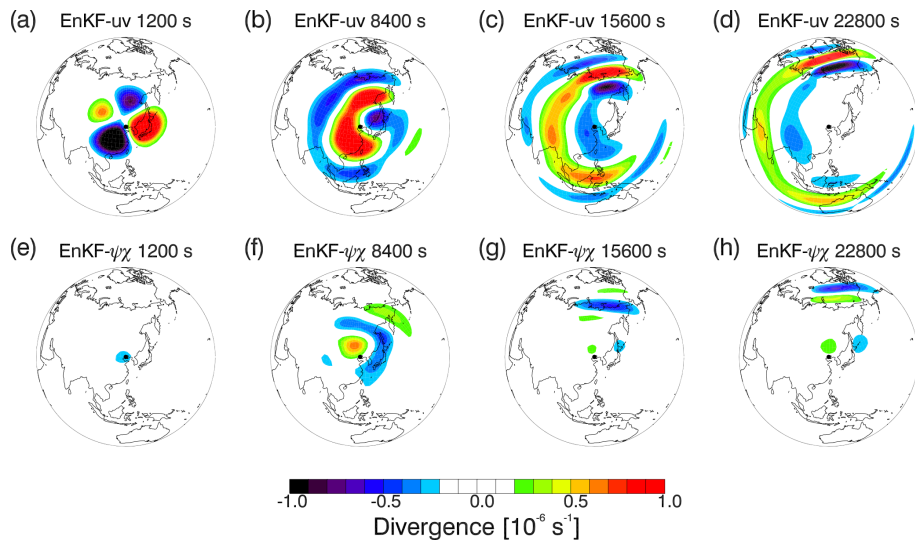 (a) EnKF-uv 1200 s
(b) EnKF-uv 8400 s
(c) EnKF-uv 15600 s
(d) EnKF-uv 22800 s
(e) EnKF-ψχ 1200 s
(f) EnKF-ψχ 8400 s
(g) EnKF-ψχ 15600 s
(h) EnKF-ψχ 22800 s
-1.0 -0.5 0.0 0.5 1.0
Divergence [10⁻⁶ s⁻¹]